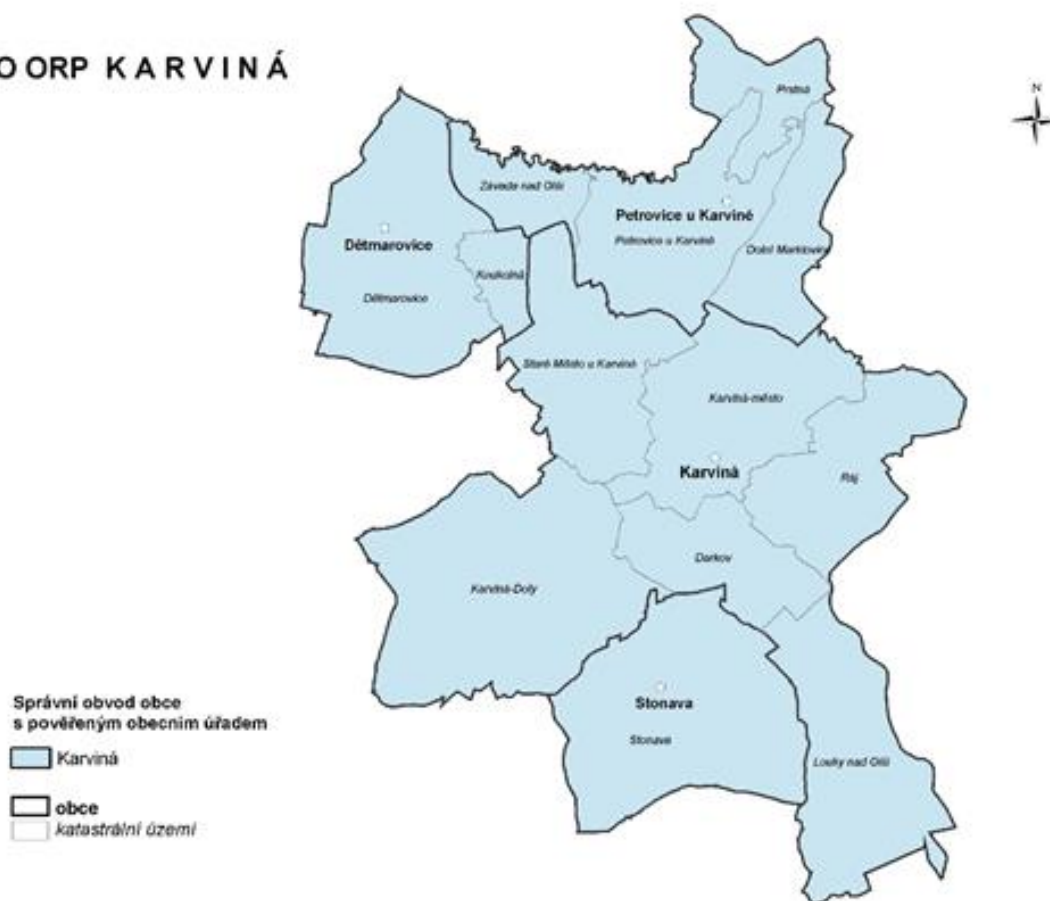 O ORP KARVINÁ
N
Prstná
Závada nad Olší
Petrovice u Karviné
Petrovice u Karviné
Dolní Marklovice
Dětmarovice
Dětmarovice
Koukolná
Staré Město u Karviné
Karviná-město
Karviná
Ráj
Darkov
Karviná-Doly
Stonava
Stonava
Louky nad Olší
Správní obvod obce
s pověřeným obecním úřadem
Karviná
obce
katastrální území